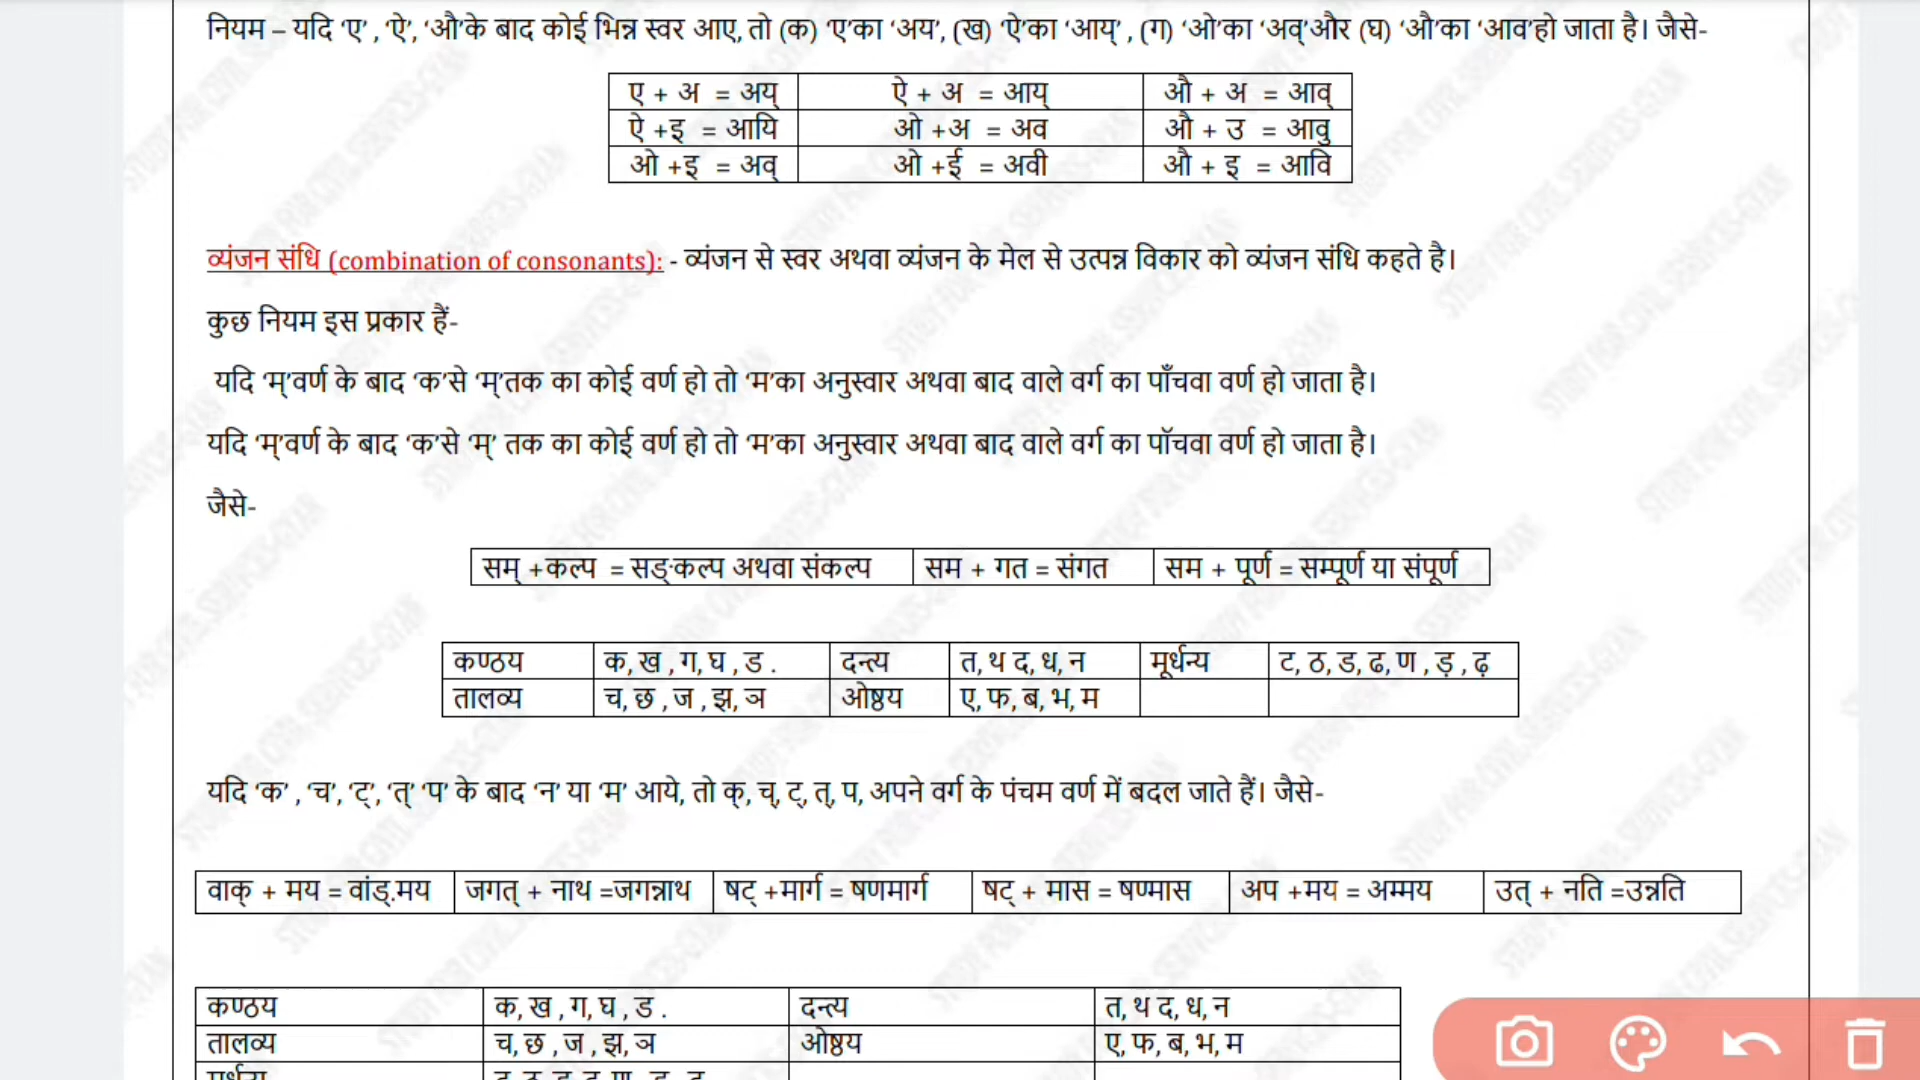 नियम – यदि ‘ए’ , ‘ऐ’, ‘औ’के बाद कोई भिन्न स्वर आए, तो (क) ‘ए’का ‘अय’, (ख) ‘ऐ’का ‘आय्’ , (ग) ‘ओ’का ‘अव्’और (घ) ‘औ’का ‘आव’हो जाता है। जैसे-
ए + अ = अय् ऐ + अ = आय् औ + अ = आव्
ऐ +इ = आयि ओ +अ = अव औ + उ = आवु
ओ +इ = अव् ओ +ई = अवी औ + इ = आवि
व्यंजन संधि (combination of consonants): - व्यंजन से स्वर अथवा व्यंजन के मेल से उत्पन्न विकार को व्यंजन संधि कहते है।
कुछ नियम इस प्रकार हैं-
यदि ‘म्’वर्ण के बाद ‘क’से ‘म्’तक का कोई वर्ण हो तो ‘म’का अनुस्वार अथवा बाद वाले वर्ग का पाँचवा वर्ण हो जाता है।
यदि ‘म्’वर्ण के बाद ‘क’से ‘म्’ तक का कोई वर्ण हो तो ‘म’का अनुस्वार अथवा बाद वाले वर्ग का पॉचवा वर्ण हो जाता है।
जैसे-
सम् +कल्प = सड्·कल्प अथवा संकल्प सम + गत = संगत सम + पूर्ण = सम्पूर्ण या संपूर्ण
कण्ठय क, ख , ग, घ , ड . दन्त्य त, थ द, ध, न मूर्धन्य ट, ठ, ड, ढ, ण , ड़ , ढ़
तालव्य च, छ , ज , झ, ञ ओष्ठय ए, फ, ब, भ, म
यदि ‘क’ , ‘च’, ‘ट्’, ‘त्’ ‘प’ के बाद ‘न’ या ‘म’ आये, तो क्, च्, ट्, त्, प, अपने वर्ग के पंचम वर्ण में बदल जाते हैं। जैसे-
वाक् + मय = वांड्.मय जगत् + नाथ =जगन्नाथ षट् +मार्ग = षणमार्ग षट् + मास = षण्मास अप +मय = अम्मय उत् + नति =उन्नति
कण्ठय क, ख , ग, घ , ड . दन्त्य त, थ द, ध, न
तालव्य च, छ , ज , झ, ञ ओष्ठय ए, फ, ब, भ, म